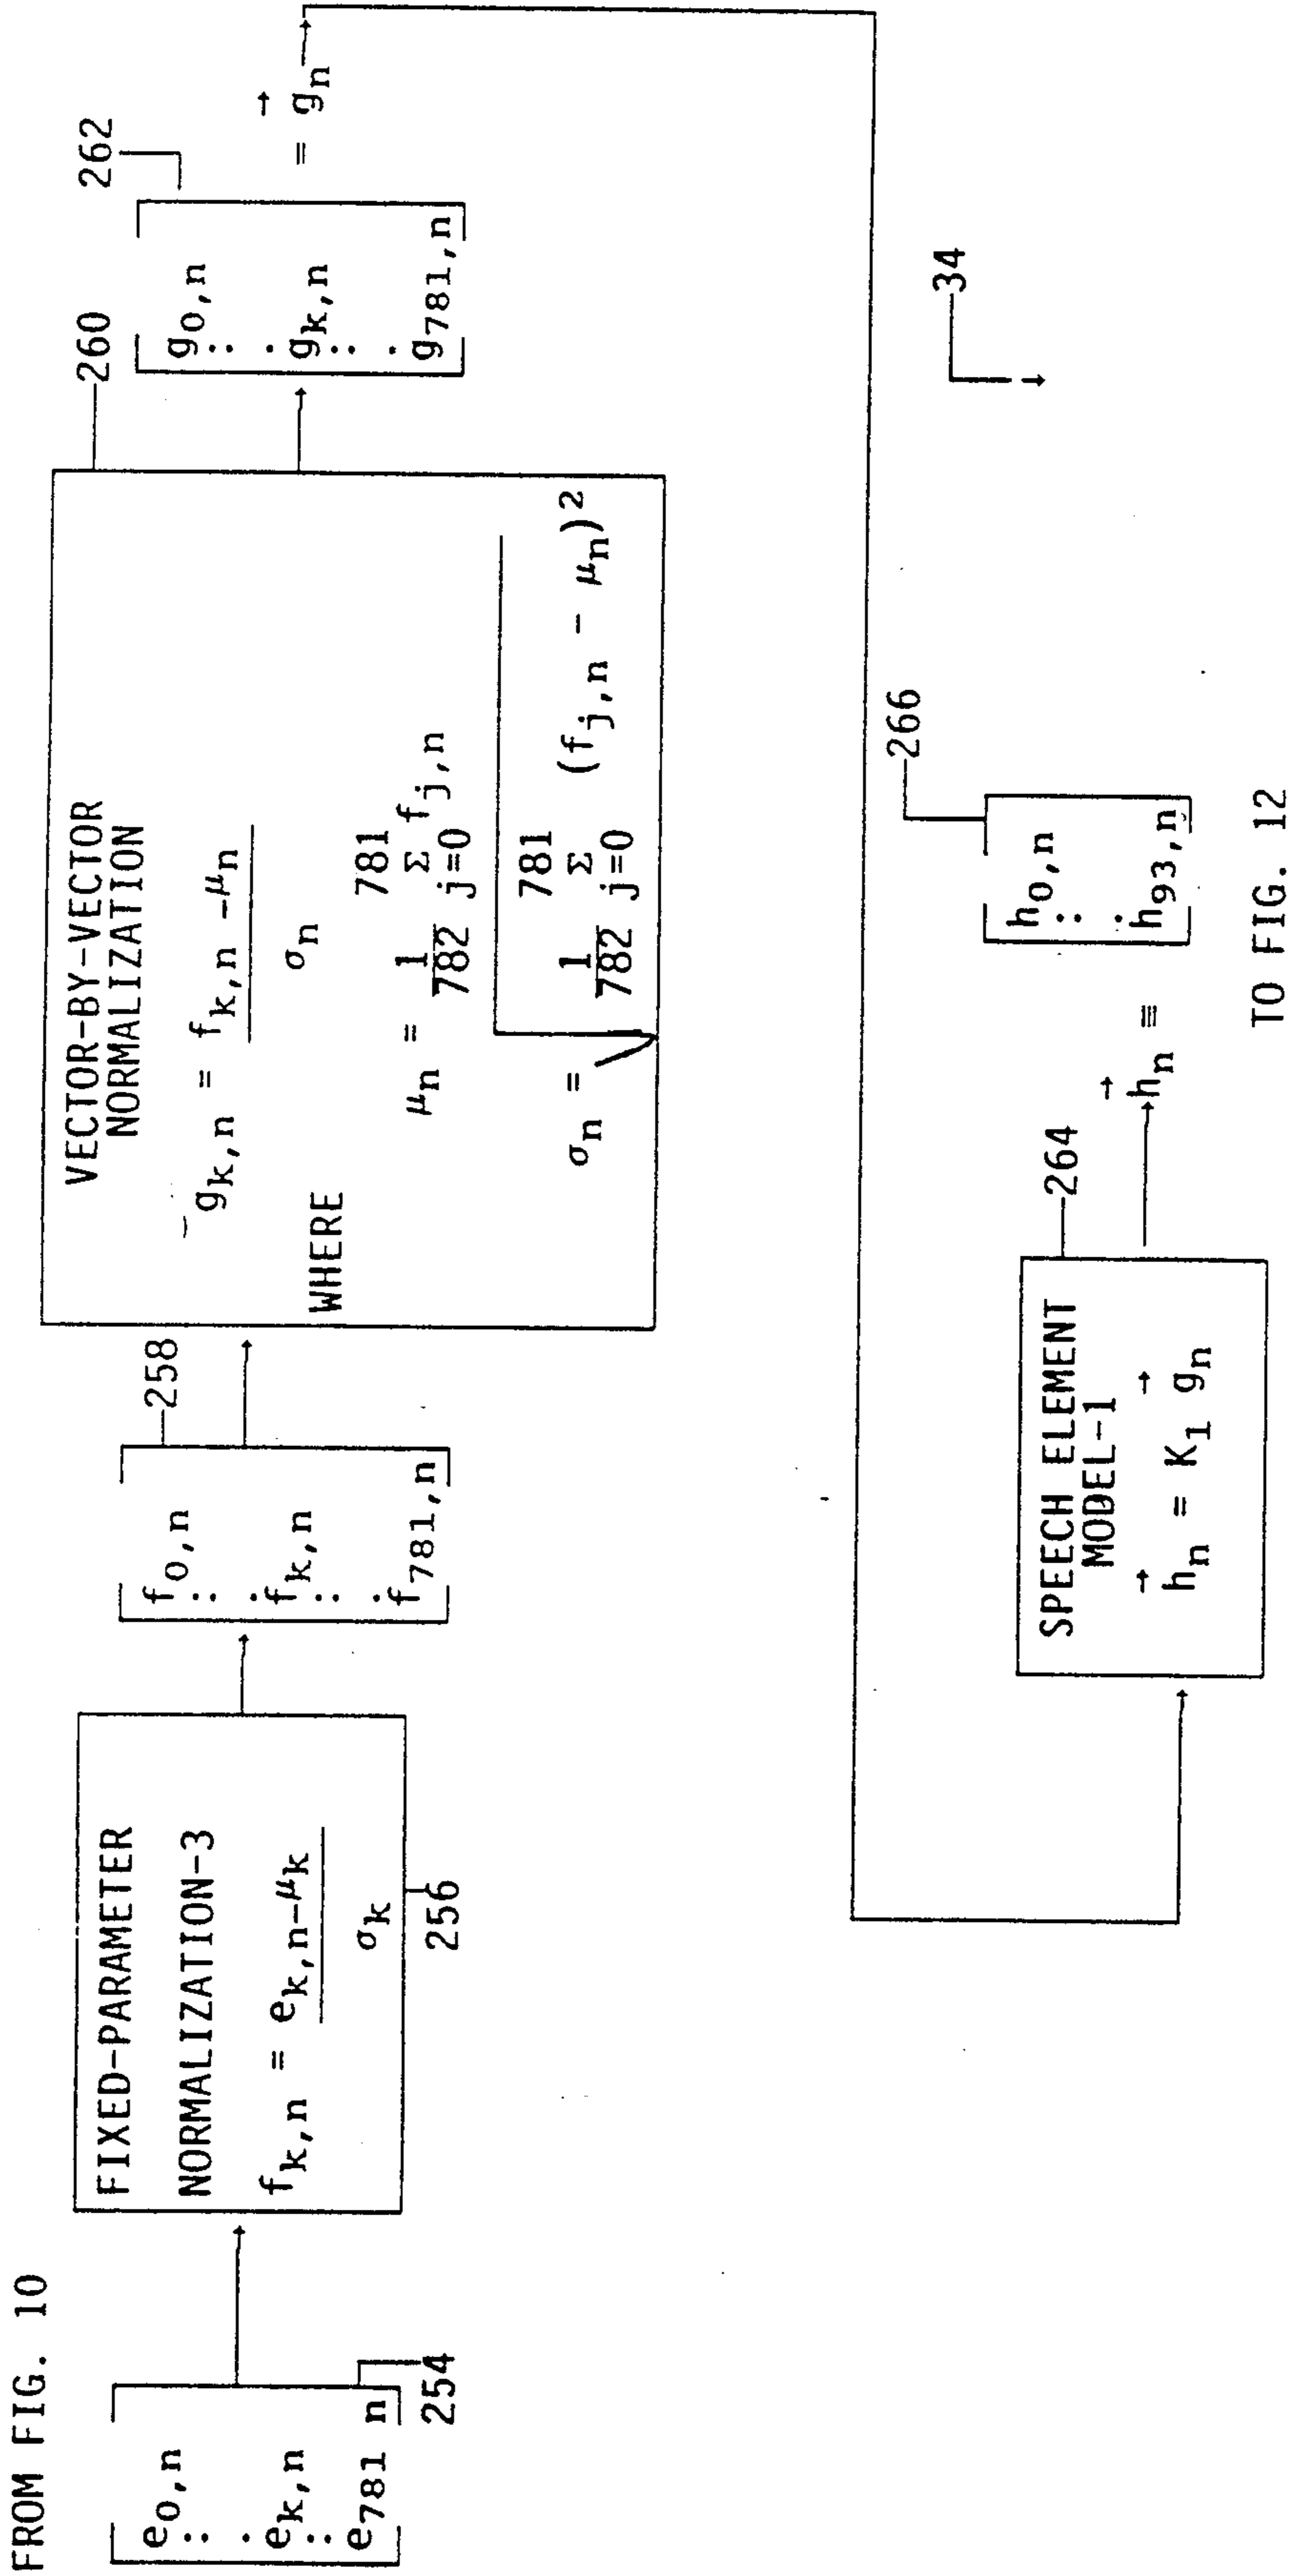 FROM FIG. 10
e0,n
:
.
ek,n
:
e781 n
254
FIXED-PARAMETER
NORMALIZATION-3
fk,n = ek,n-μk
σk
256
f0,n
:
.
fk,n
:
.
f781,n
258
VECTOR-BY-VECTOR
NORMALIZATION
gk,n = fk,n -μn
σn
WHERE
μn = 1/782 781 Σ j=0 fj,n
σn = √ 1/782 781 Σ j=0 (fj,n - μn)2
260
g0,n
:
.
gk,n
:
.
g781,n
262
→
= gn
34
SPEECH ELEMENT
MODEL-1
→ →
hn = K1 gn
264
→
hn ≡
h0,n
:
.
h93,n
266
TO FIG. 12